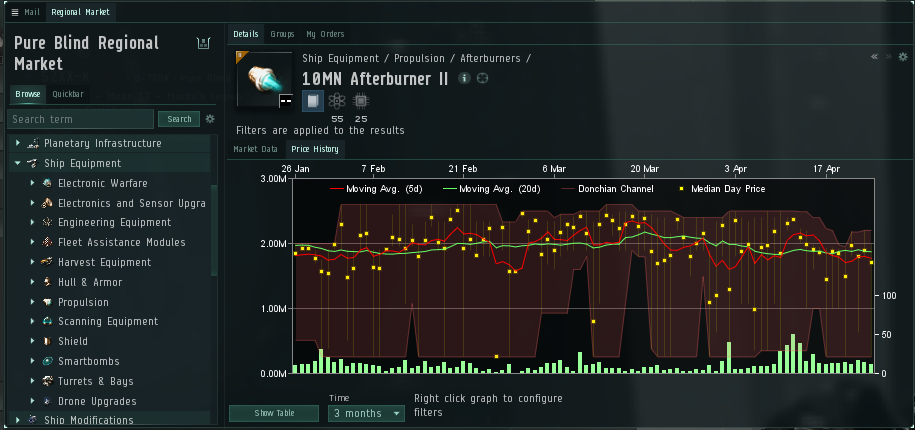 Mail
Regional Market
Pure Blind Regional
Market
Browse
Quickbar
Search term
Search
Planetary Infrastructure
Ship Equipment
Electronic Warfare
Electronics and Sensor Upgra
Engineering Equipment
Fleet Assistance Modules
Harvest Equipment
Hull & Armor
Propulsion
Scanning Equipment
Shield
Smartbombs
Turrets & Bays
Drone Upgrades
Ship Modifications
Details
Groups
My Orders
Ship Equipment / Propulsion / Afterburners /
10MN Afterburner II
55
25
Filters are applied to the results
Market Data
Price History
26 Jan
7 Feb
21 Feb
6 Mar
20 Mar
3 Apr
17 Apr
3.00M
Moving Avg. (5d)
Moving Avg. (20d)
Donchian Channel
Median Day Price
2.00M
1.00M
100
50
0.00M
0
Show Table
Time
3 months
Right click graph to configure
filters